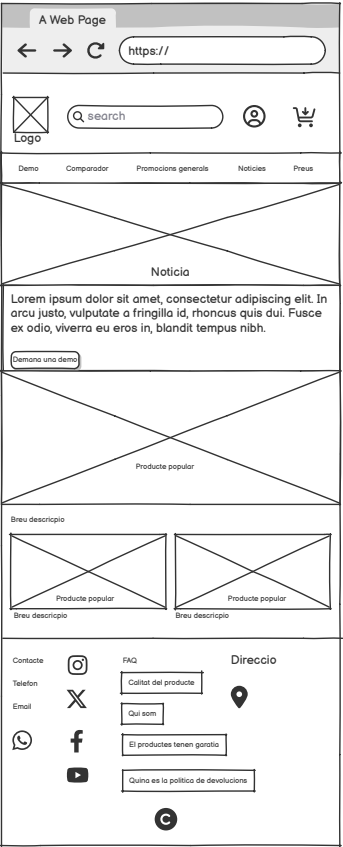 A Web Page
https://
search
Logo
Demo Comparador Promocions generals Noticies Preus
Noticia
Lorem ipsum dolor sit amet, consectetur adipiscing elit. In
arcu justo, vulputate a fringilla id, rhoncus quis dui. Fusce
ex odio, viverra eu eros in, blandit tempus nibh.
Demana una demo
Producte popular
Breu descricpio
Producte popular Producte popular
Breu descricpio Breu descricpio
Contacte FAQ Direccio
Telefon Calitat del producte
Email Qui som
El productes tenen garatia
Quina es la politica de devolucions
C